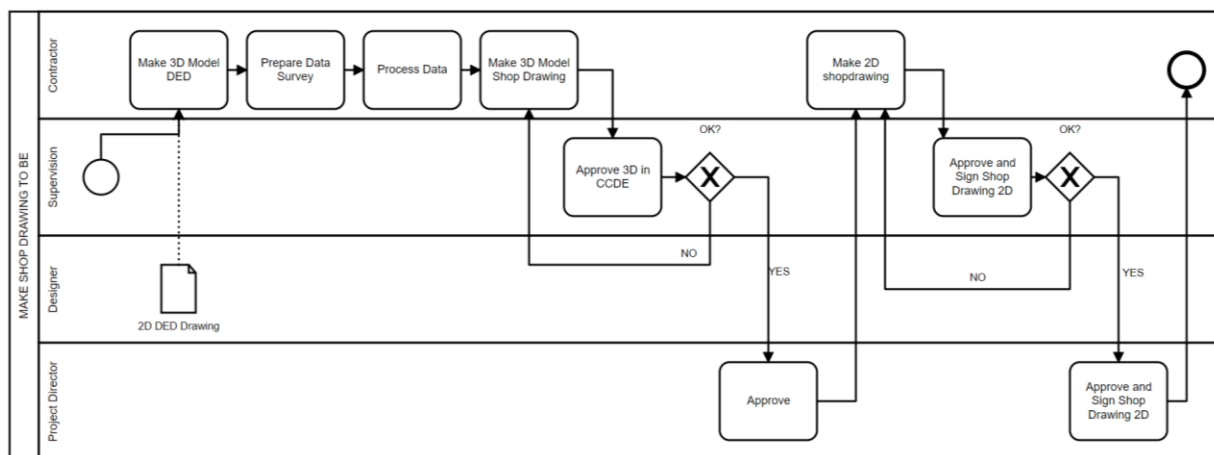 MAKE SHOP DRAWING TO BE
Contractor
Make 3D Model
DED
Prepare Data
Survey
Process Data
Make 3D Model
Shop Drawing
Make 2D
shopdrawing
Supervision
OK?
Approve 3D in
CCDE
X
OK?
Approve and
Sign Shop
Drawing 2D
X
Designer
NO
YES
NO
YES
2D DED Drawing
Project Director
Approve
Approve and
Sign Shop
Drawing 2D